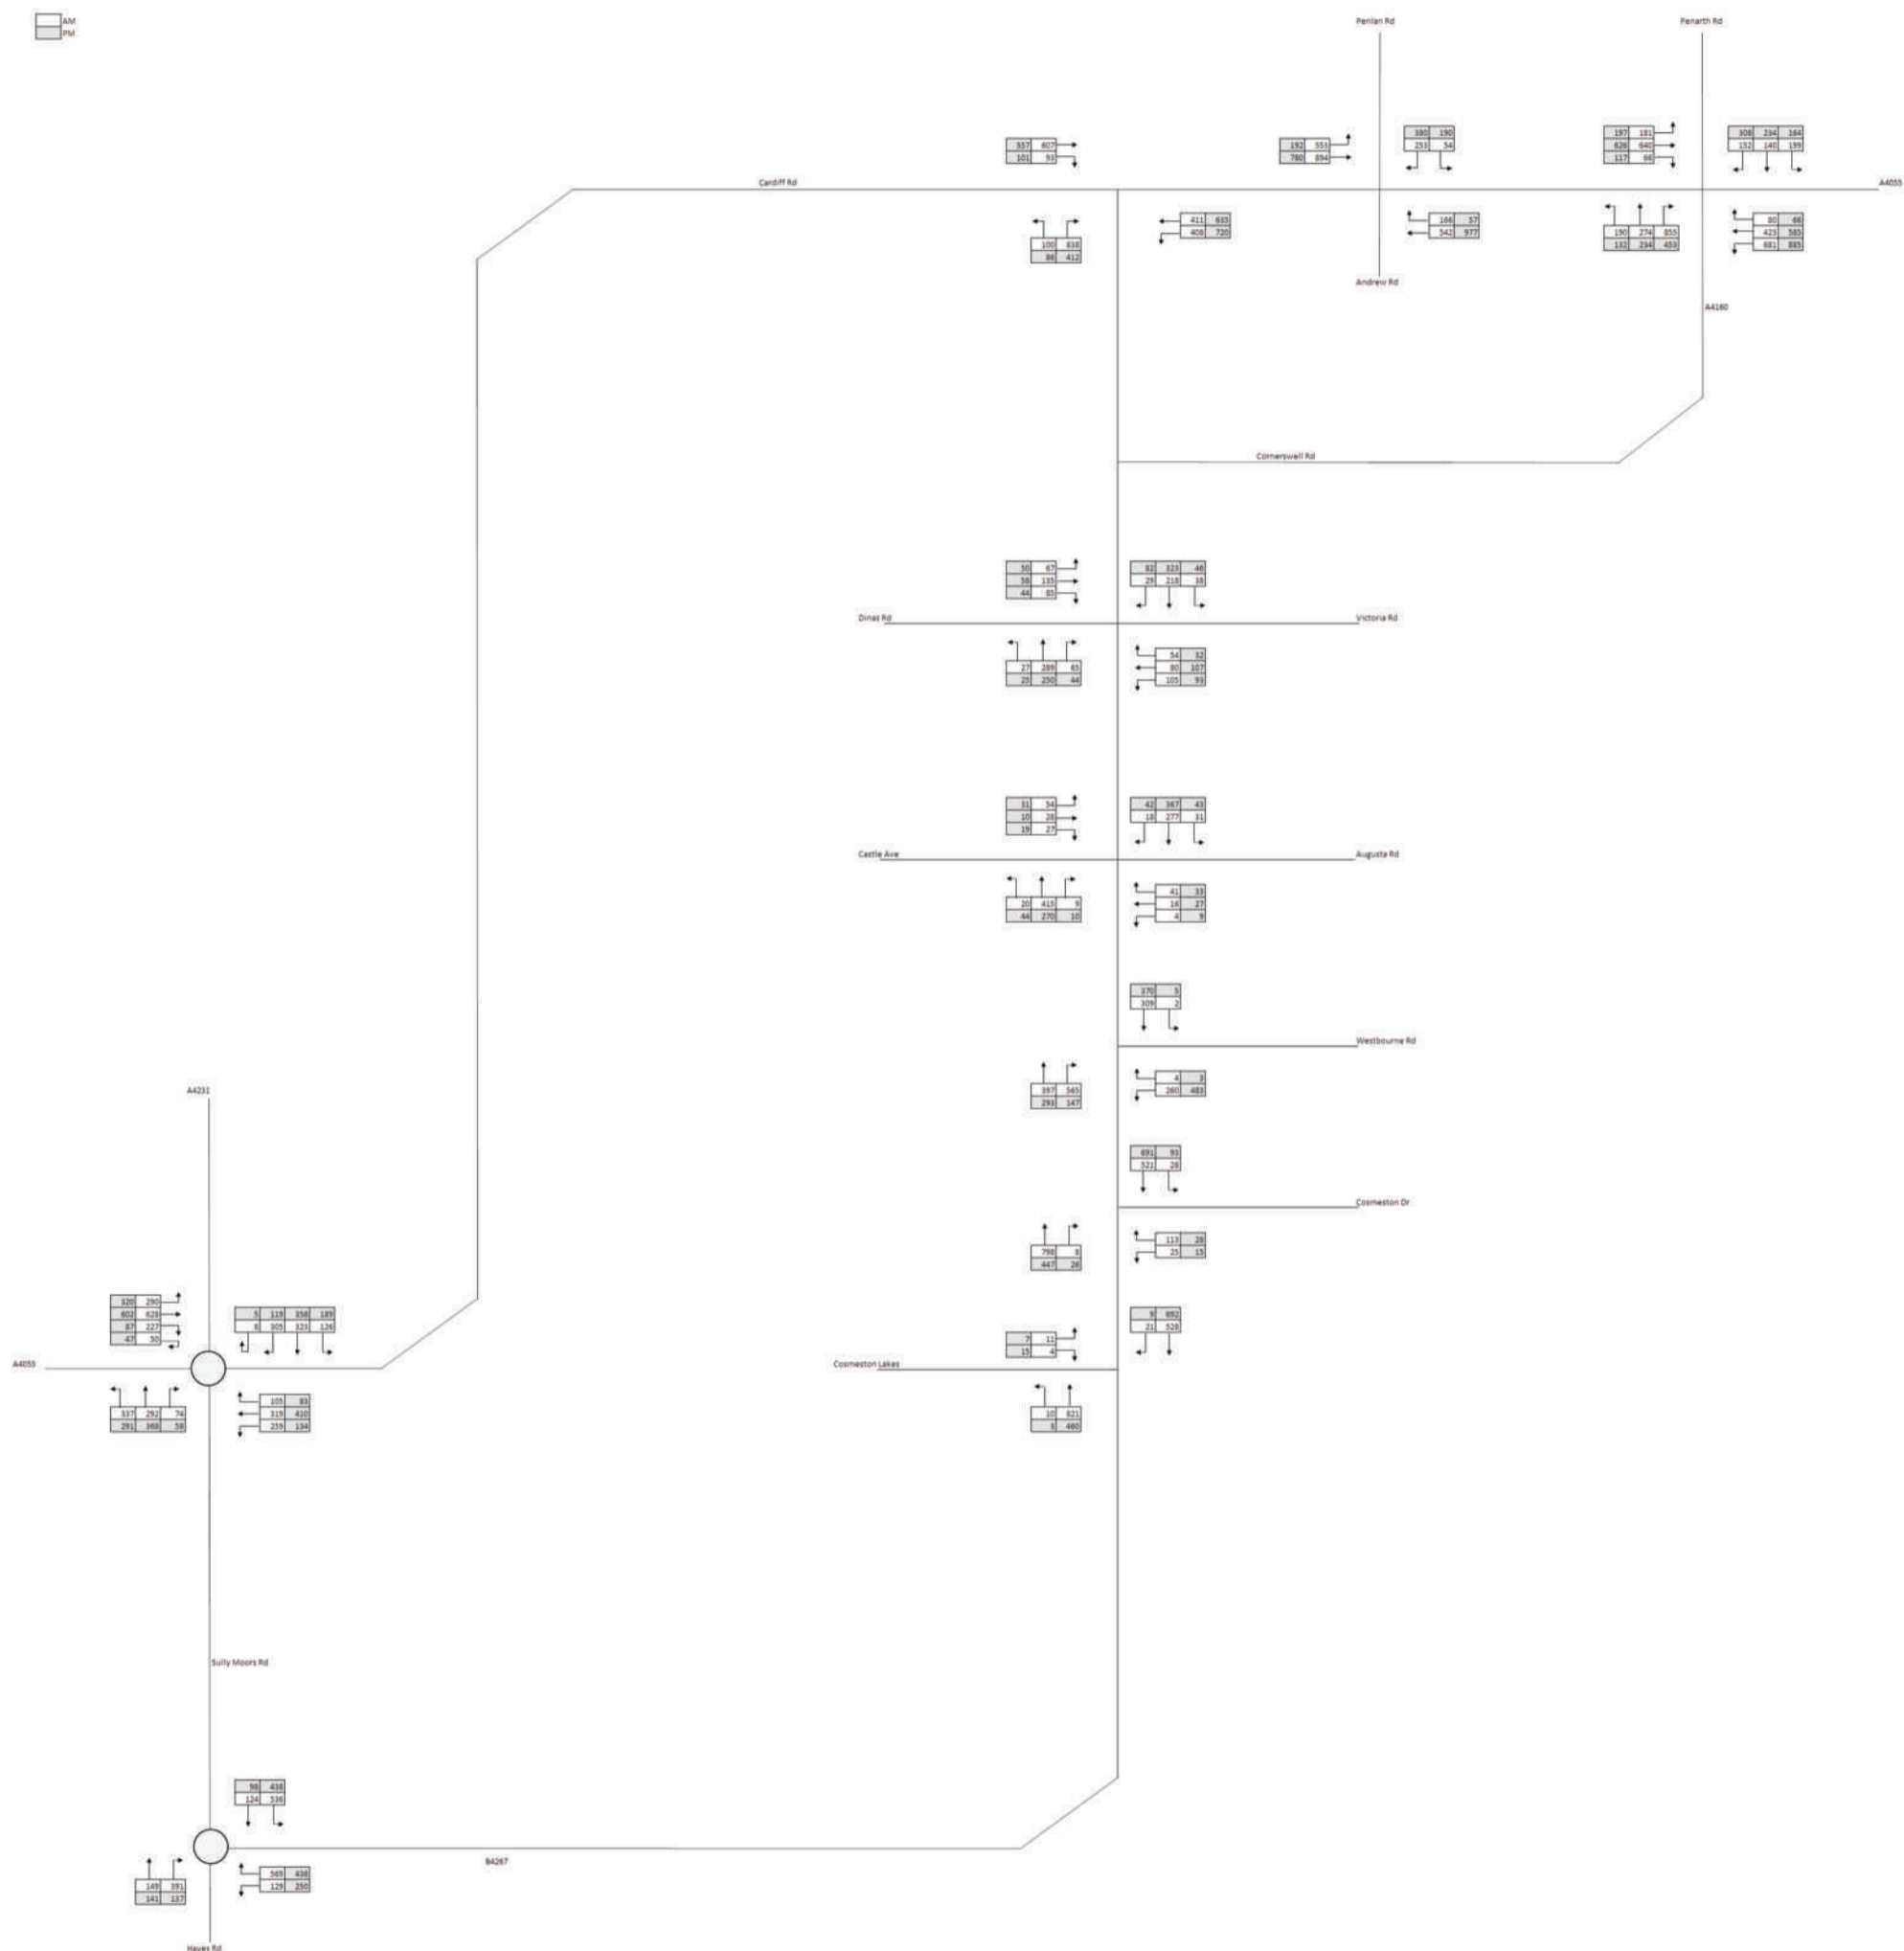 AM
PM
Penlan Rd
Penarth Rd
557 607
101 93
192 553
780 894
380 190
253 54
197 181
626 640
117 66
308 234 164
152 140 199
Cardiff Rd
A4055
100 838
86 412
411 635
408 720
166 57
542 977
190 274 855
132 234 453
80 66
423 585
681 885
Andrew Rd
A4160
Cornerswell Rd
50 67
58 135
44 85
82 323 46
29 218 38
Dinas Rd
Victoria Rd
27 289 65
25 250 44
54 32
80 107
105 93
31 54
10 28
19 27
42 367 43
18 277 31
Castle Ave
Augusta Rd
20 415 9
44 270 10
41 33
16 27
4 9
370 5
309 2
Westbourne Rd
397 565
293 147
4 3
260 483
A4231
691 93
521 28
Cosmeston Dr
798 8
447 26
113 28
25 15
320 290
602 628
87 227
47 50
5 119 358 189
8 305 323 126
7 11
15 4
9 692
21 528
A4055
Cosmeston Lakes
337 292 74
291 368 58
105 83
319 410
259 134
10 821
3 460
Sully Moors Rd
98 438
124 536
B4267
149 391
141 137
569 438
129 250
Hayes Rd